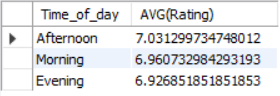 Time_of_day AVG(Rating)
Afternoon 7.031299734748012
Morning 6.960732984293193
Evening 6.926851851851853